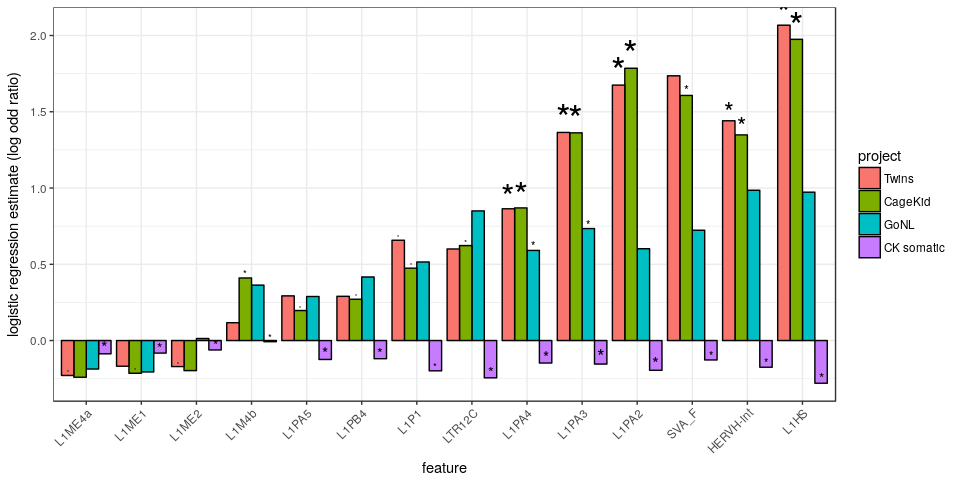 logistic regression estimate (log odd ratio)
2.0
1.5
1.0
0.5
0.0
L1ME4a
L1ME1
L1ME2
L1M4b
L1PA5
L1PB4
L1P1
LTR12C
L1PA4
L1PA3
L1PA2
SVA_F
HERVH-int
L1HS
feature
project
Twins
CageKid
GoNL
CK somatic